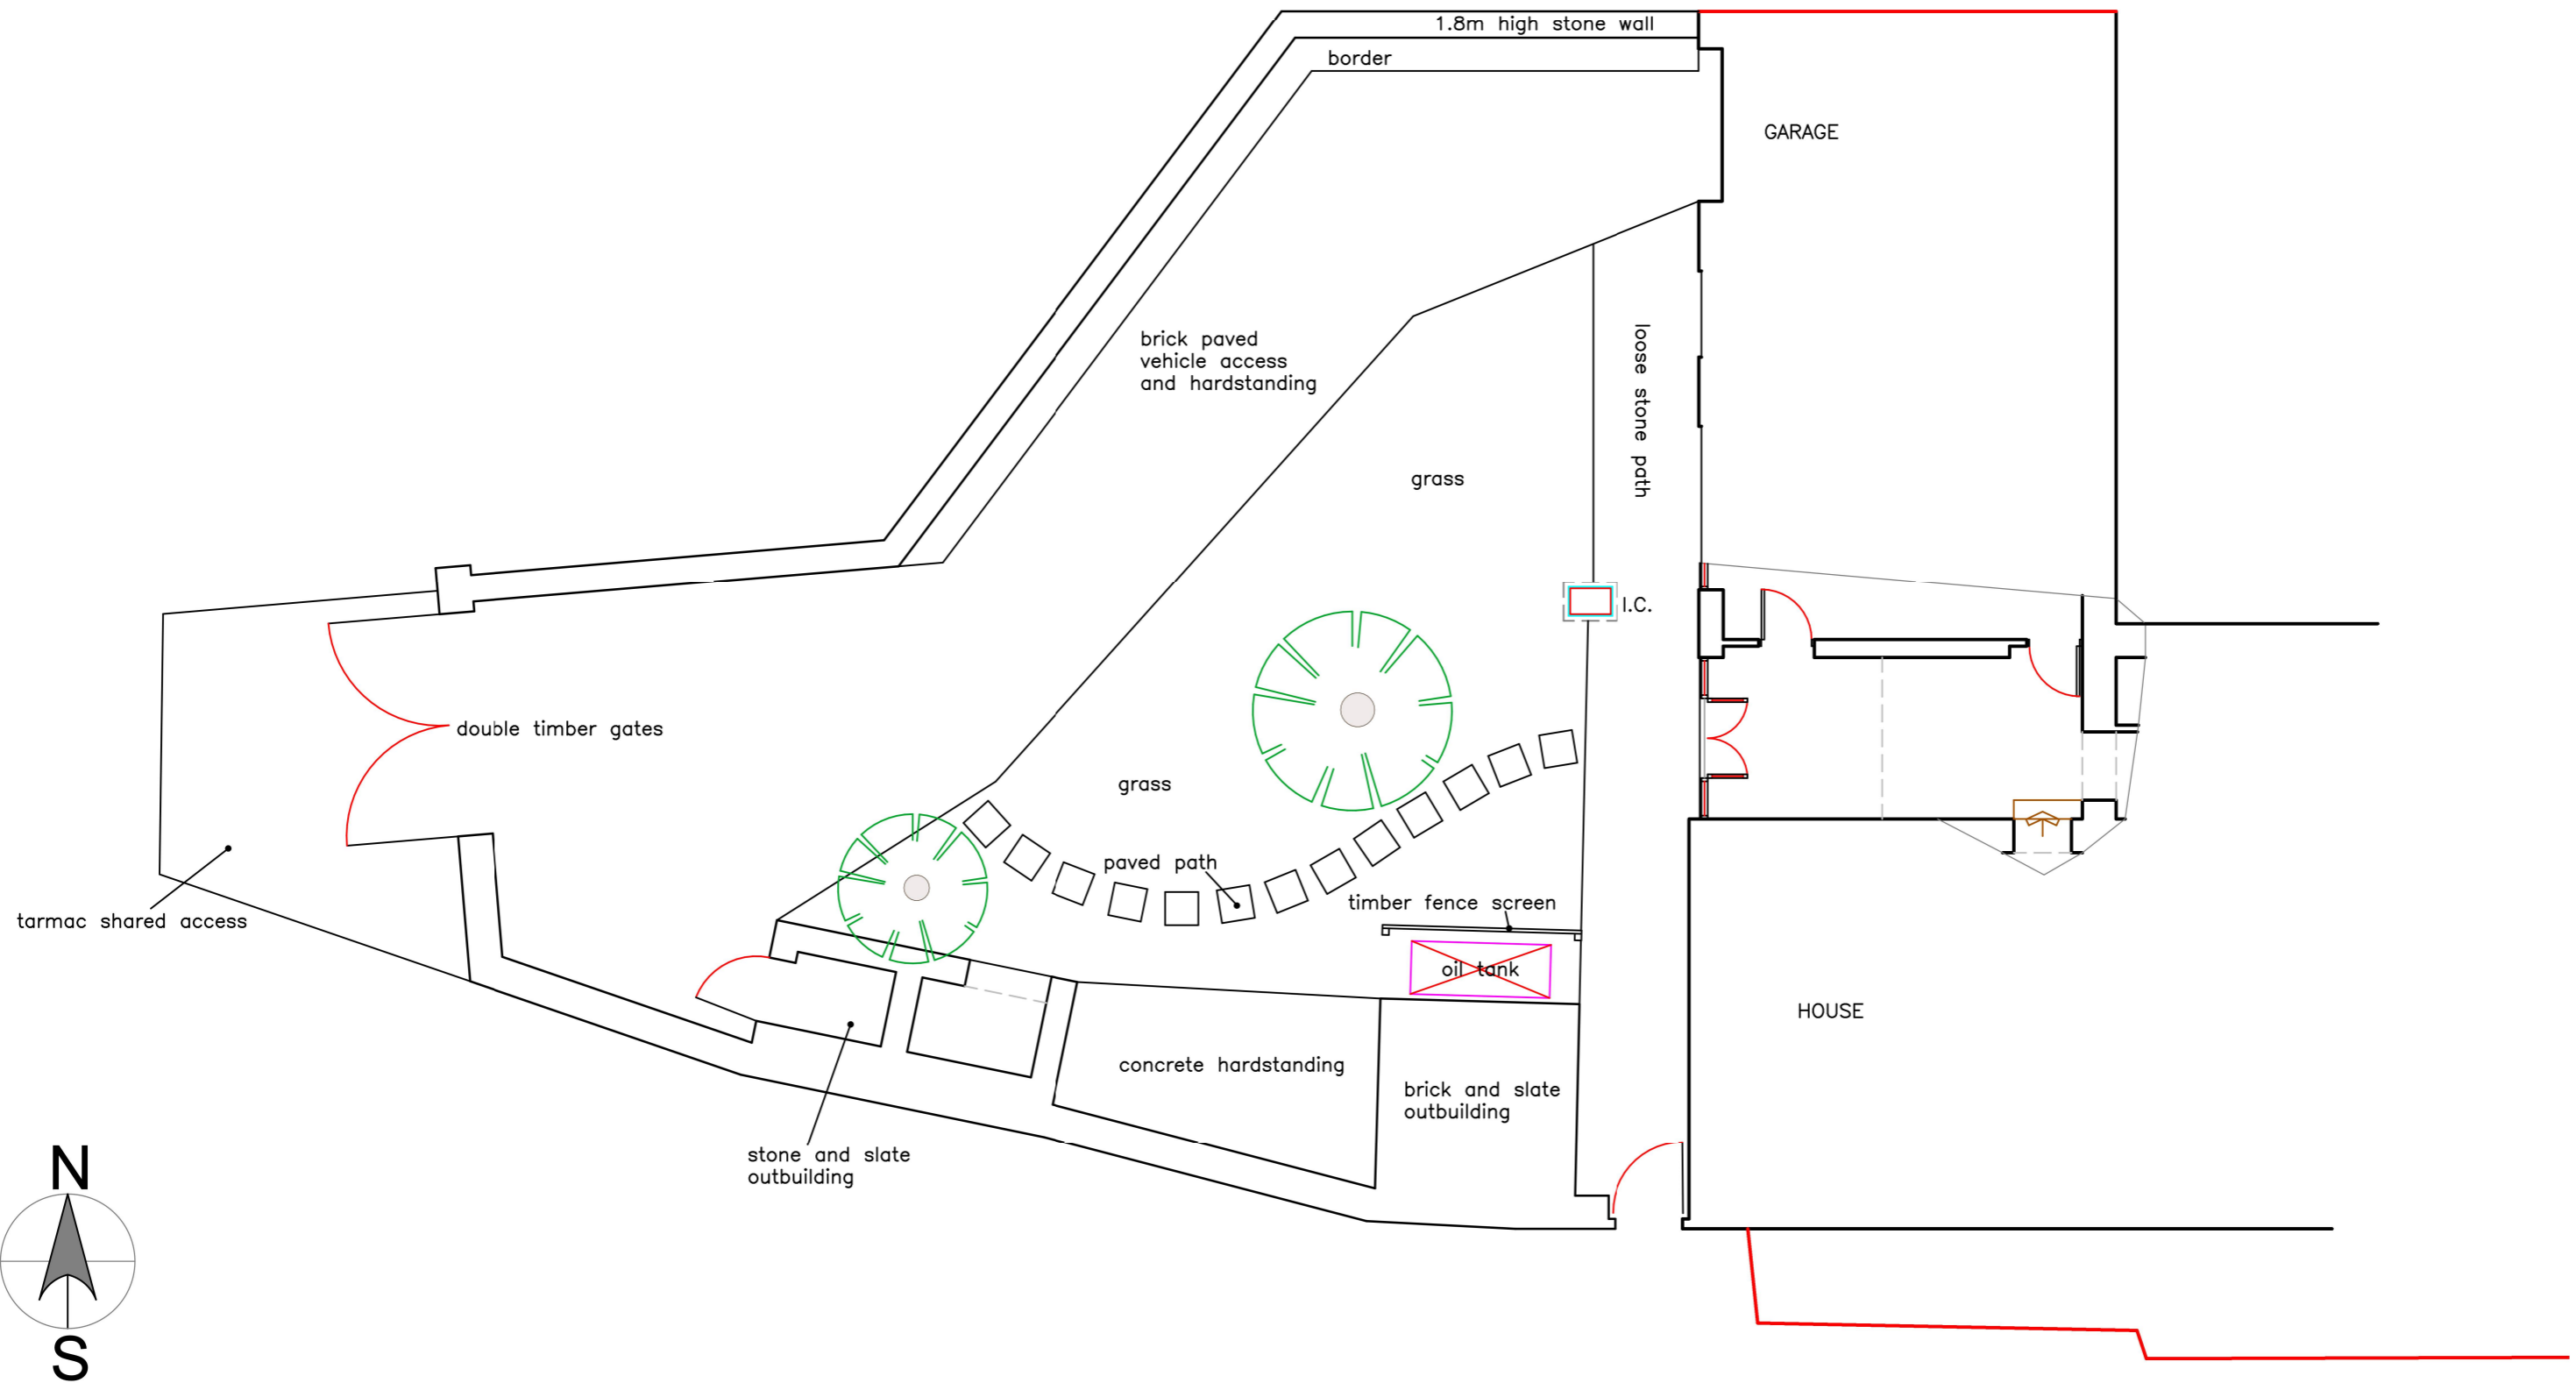 1.8m high stone wall
border
GARAGE
brick paved
vehicle access
and hardstanding
loose stone path
grass
I.C.
double timber gates
grass
paved path
timber fence screen
tarmac shared access
oil tank
HOUSE
concrete hardstanding
brick and slate
outbuilding
stone and slate
outbuilding
N
S